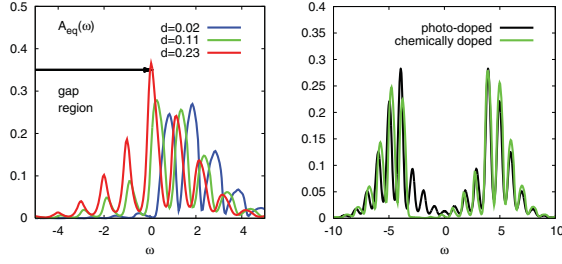 A_eq(ω)
d=0.02
d=0.11
d=0.23
gap
region
0
0.1
0.2
0.3
0.4
0.5
-4
-2
0
2
4
ω
photo-doped
chemically doped
0
0.05
0.1
0.15
0.2
0.25
0.3
0.35
0.4
-10
-5
0
5
10
ω